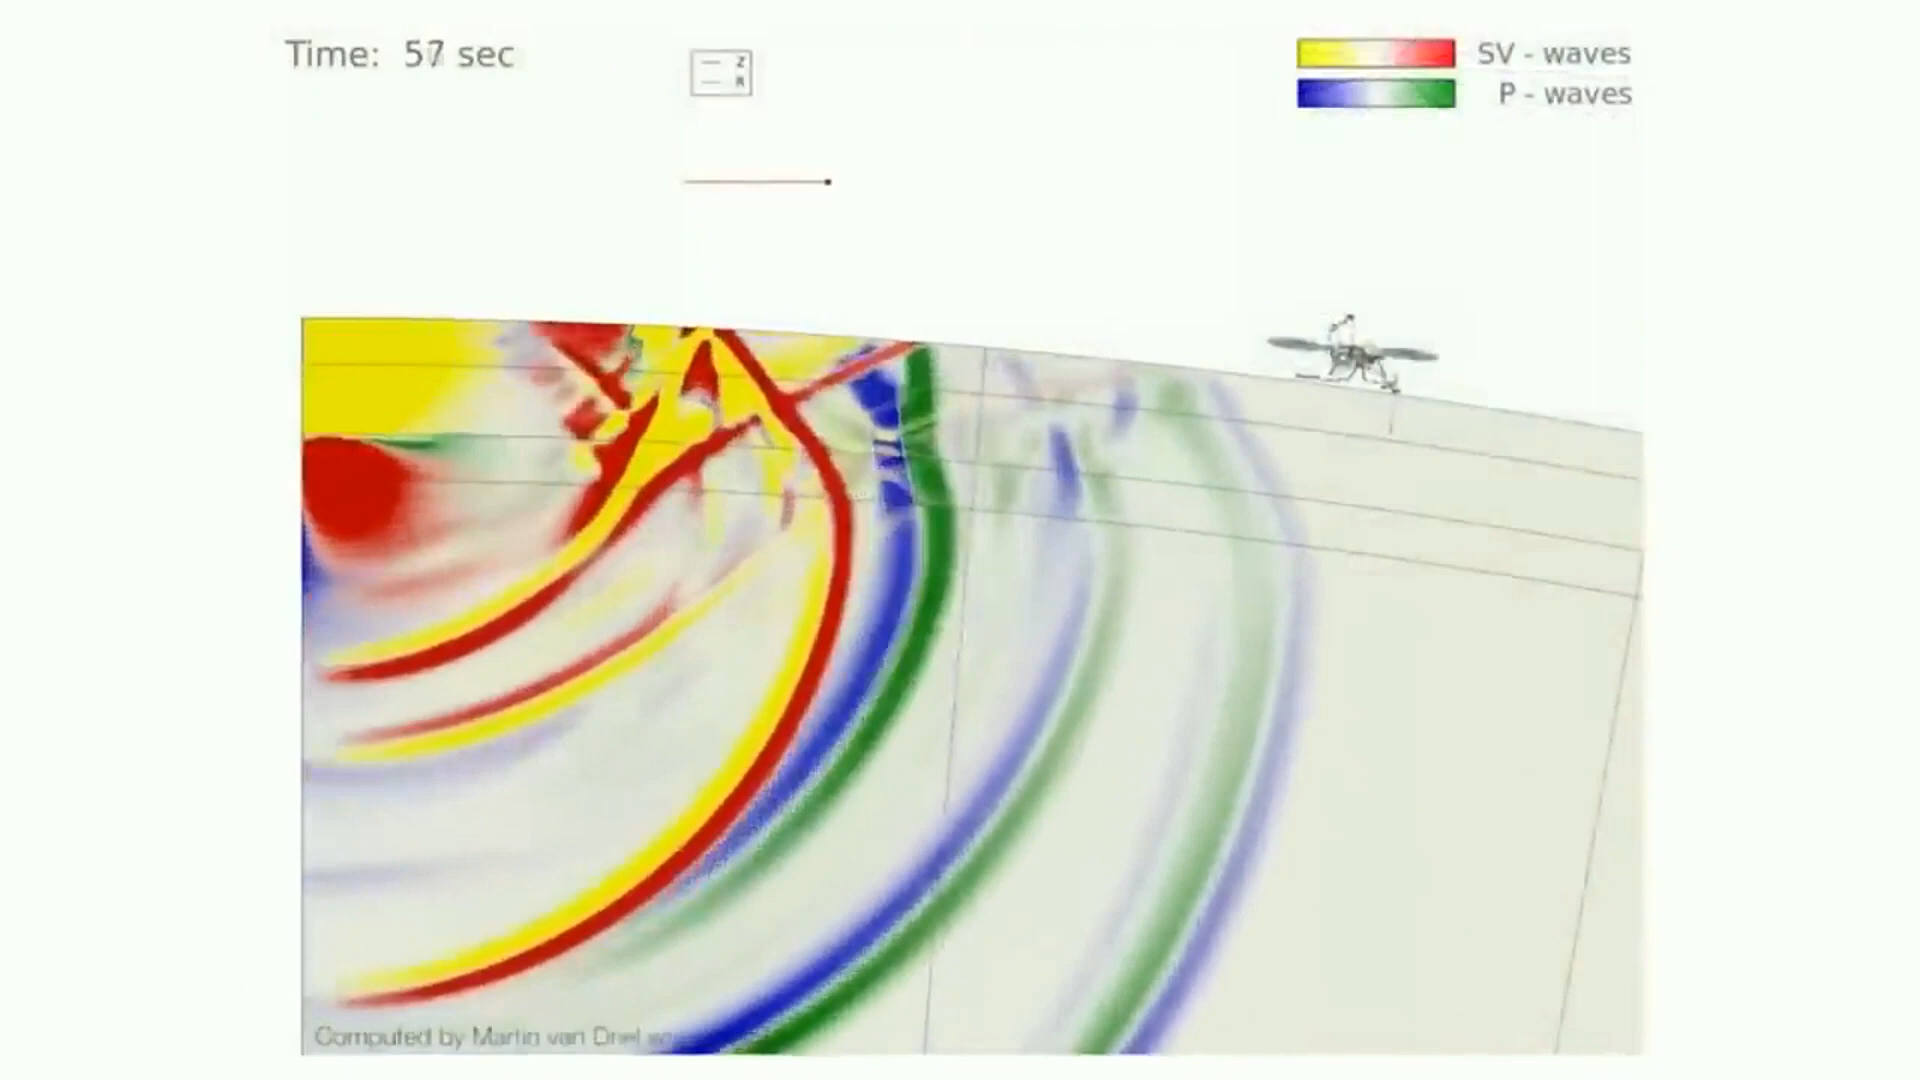 Time: 57 sec
Z
R
SV - waves
P - waves
Computed by Martin van Driel